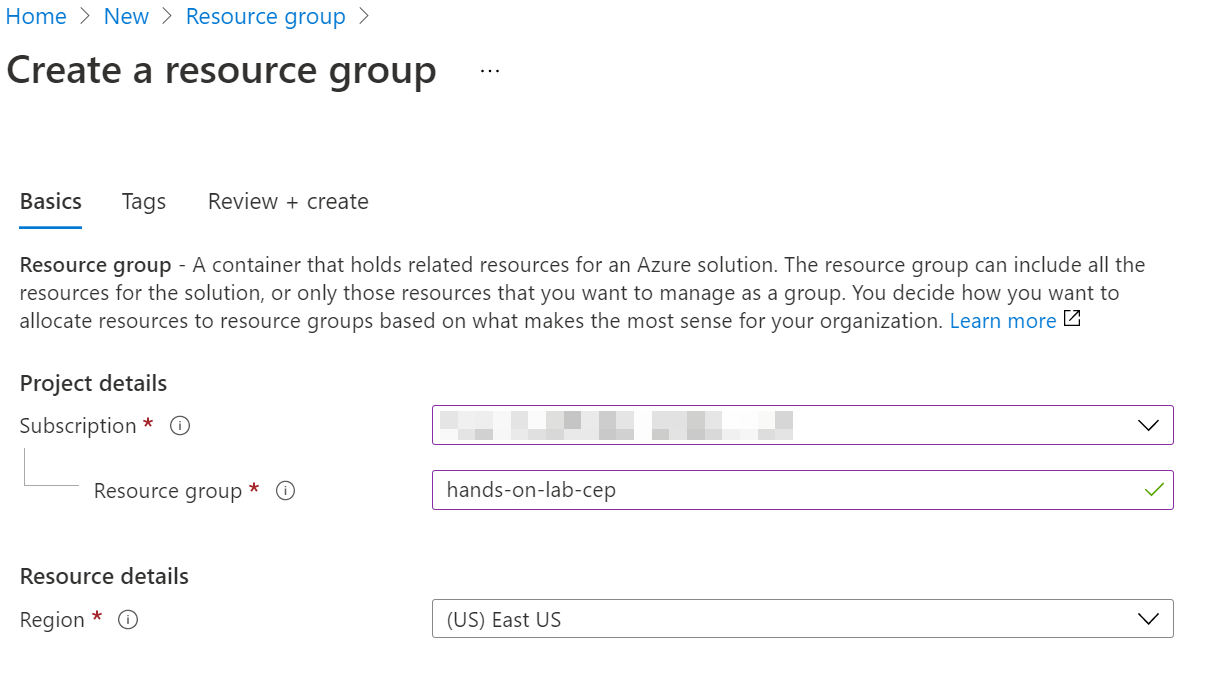 Home > New > Resource group >
Create a resource group ...
Basics Tags Review + create
Resource group - A container that holds related resources for an Azure solution. The resource group can include all the
resources for the solution, or only those resources that you want to manage as a group. You decide how you want to
allocate resources to resource groups based on what makes the most sense for your organization. Learn more
Project details
Subscription *
Resource group * hands-on-lab-cep
Resource details
Region * (US) East US